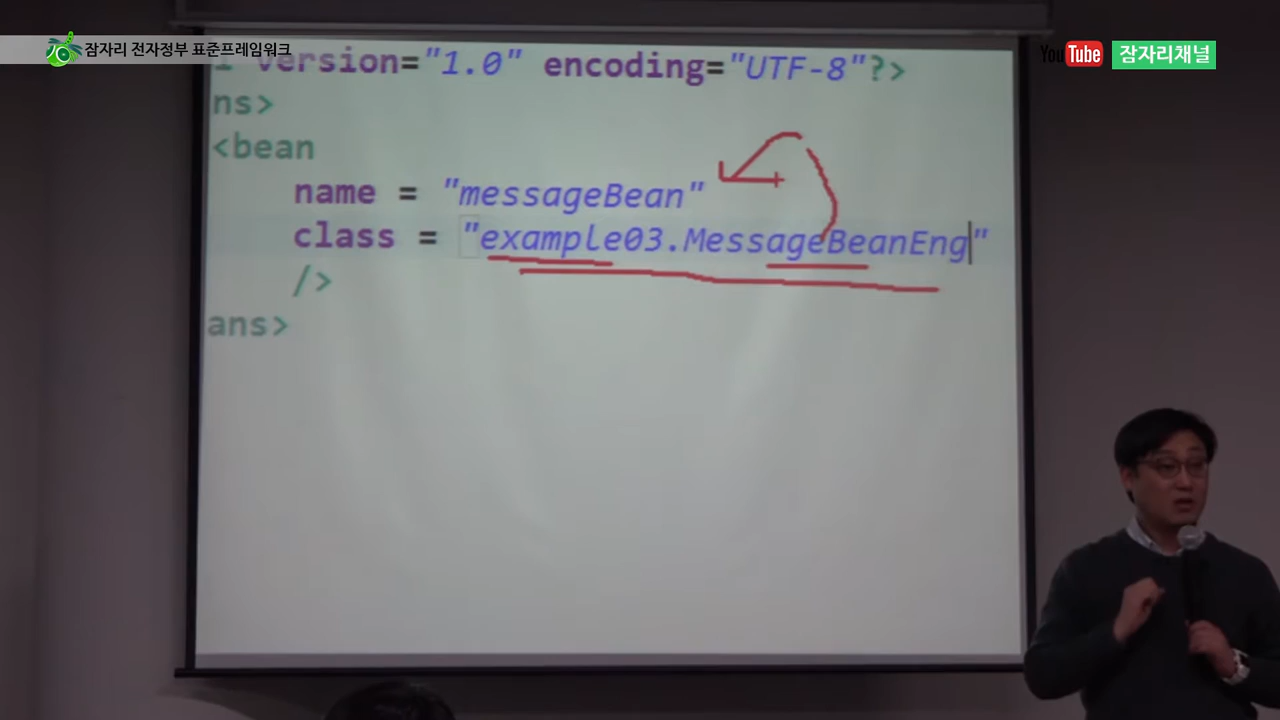 잠자리 전자정부 표준프레임워크
YouTube 잠자리채널
version="1.0" encoding="UTF-8"?>
ns>
<bean
name = "messageBean"
class = "example03.MessageBeanEng"
/>
ans>